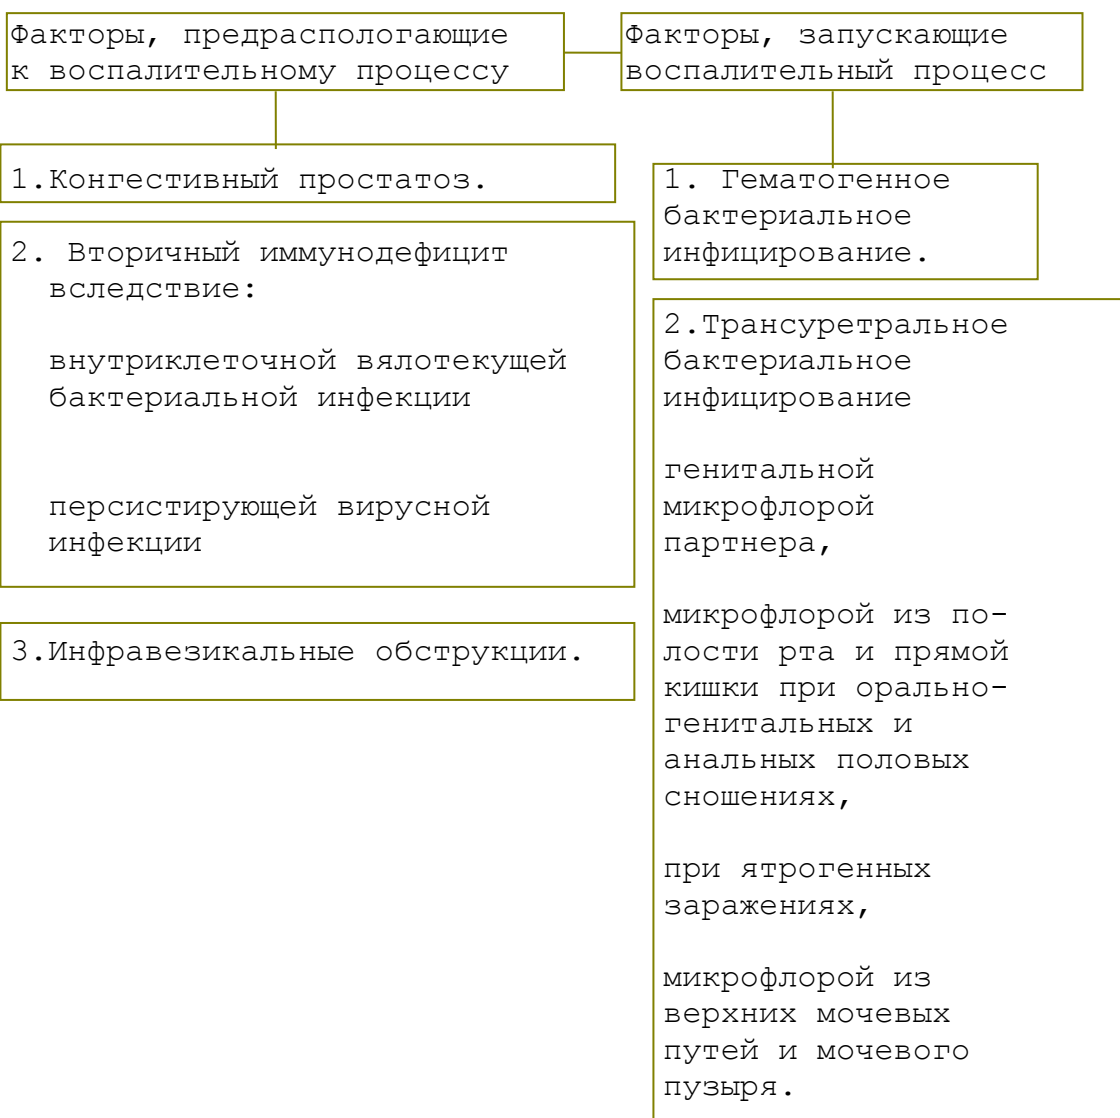 Факторы, предраспологающие
к воспалительному процессу
1.Конгестивный простатоз.
2. Вторичный иммунодефицит
вследствие:
внутриклеточной вялотекущей
бактериальной инфекции
персистирующей вирусной
инфекции
3.Инфравезикальные обструкции.
Факторы, запускающие
воспалительный процесс
1. Гематогенное
бактериальное
инфицирование.
2.Трансуретральное
бактериальное
инфицирование
генитальной
микрофлорой
партнера,
микрофлорой из по-
лости рта и прямой
кишки при орально-
генитальных и
анальных половых
сношениях,
при ятрогенных
заражениях,
микрофлорой из
верхних мочевых
путей и мочевого
пузыря.